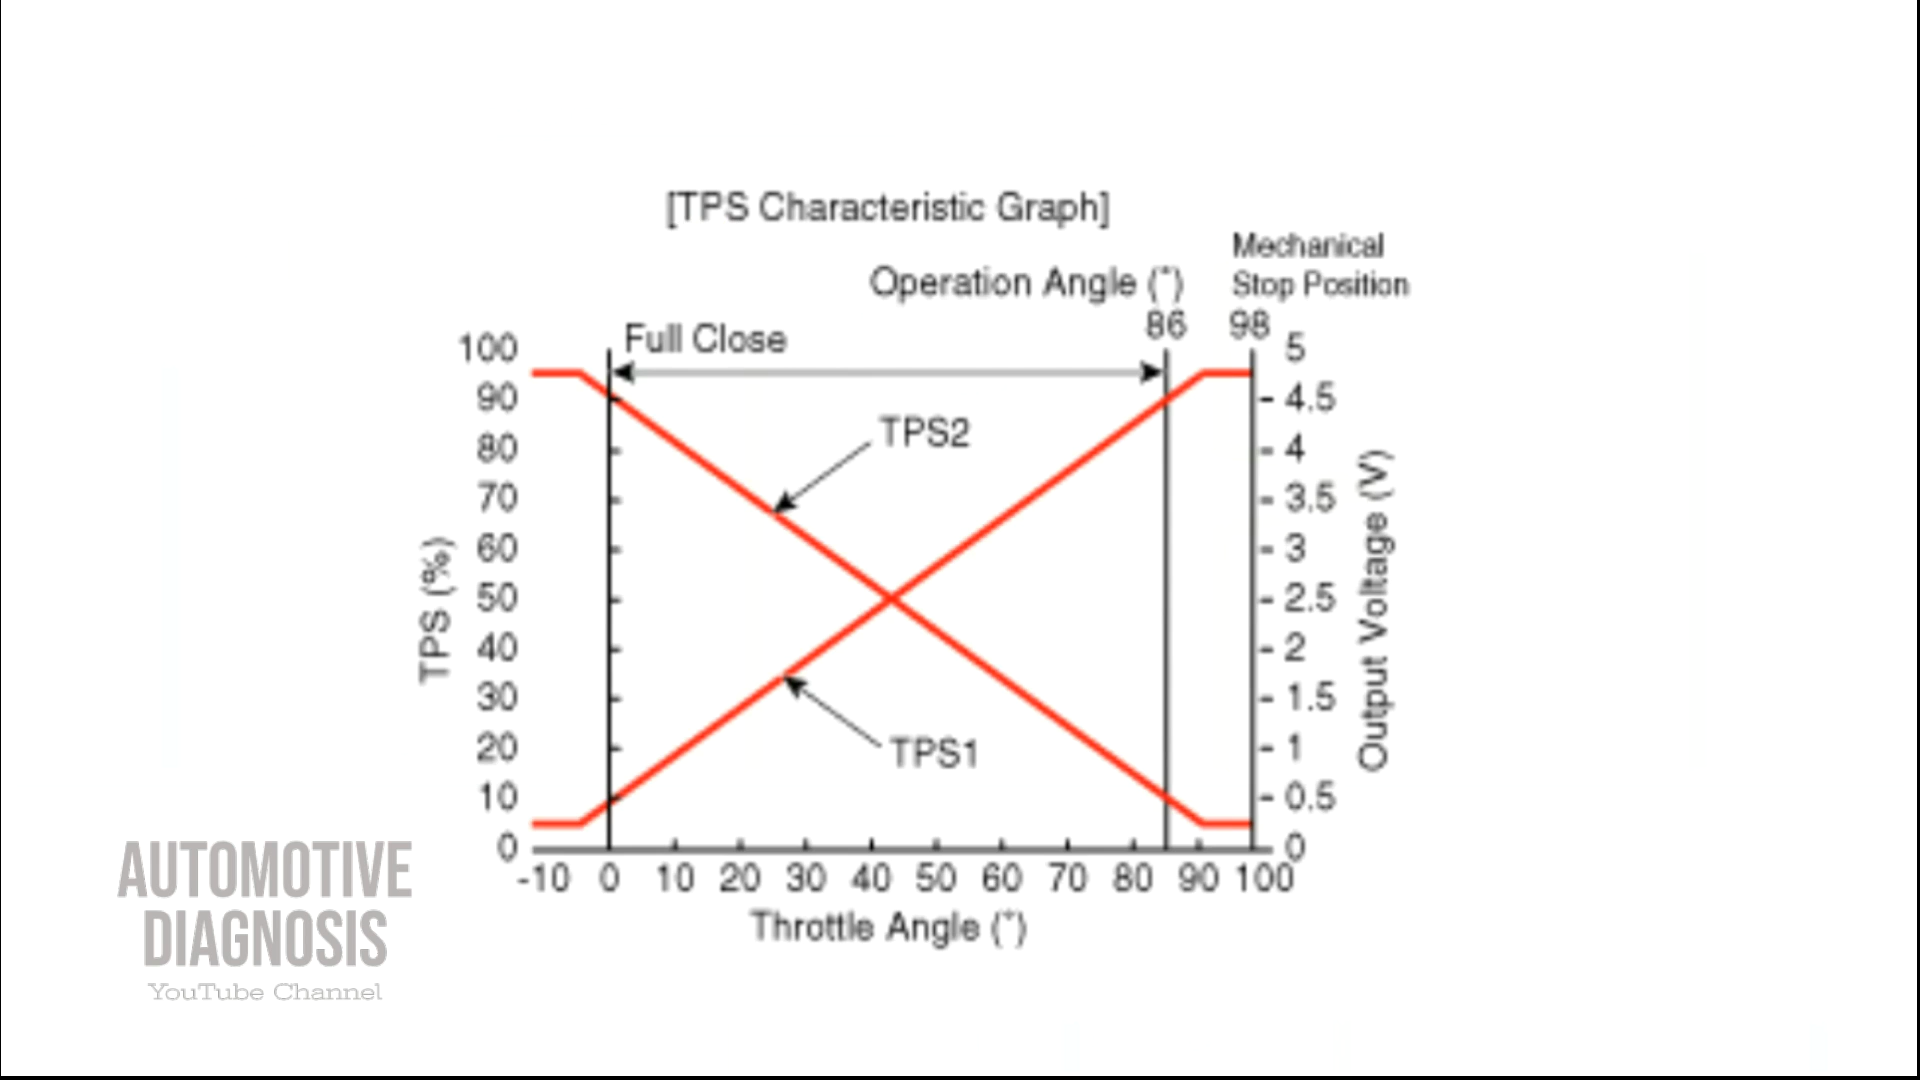 [TPS Characteristic Graph]
Mechanical
Stop Position
Operation Angle (°)
86
98
Full Close
100
90
80
70
60
50
40
30
20
10
0
TPS (%)
5
4.5
4
3.5
3
2.5
2
1.5
1
0.5
0
Output Voltage (V)
TPS2
TPS1
-10 0 10 20 30 40 50 60 70 80 90 100
Throttle Angle (°)
AUTOMOTIVE
DIAGNOSIS
YouTube Channel